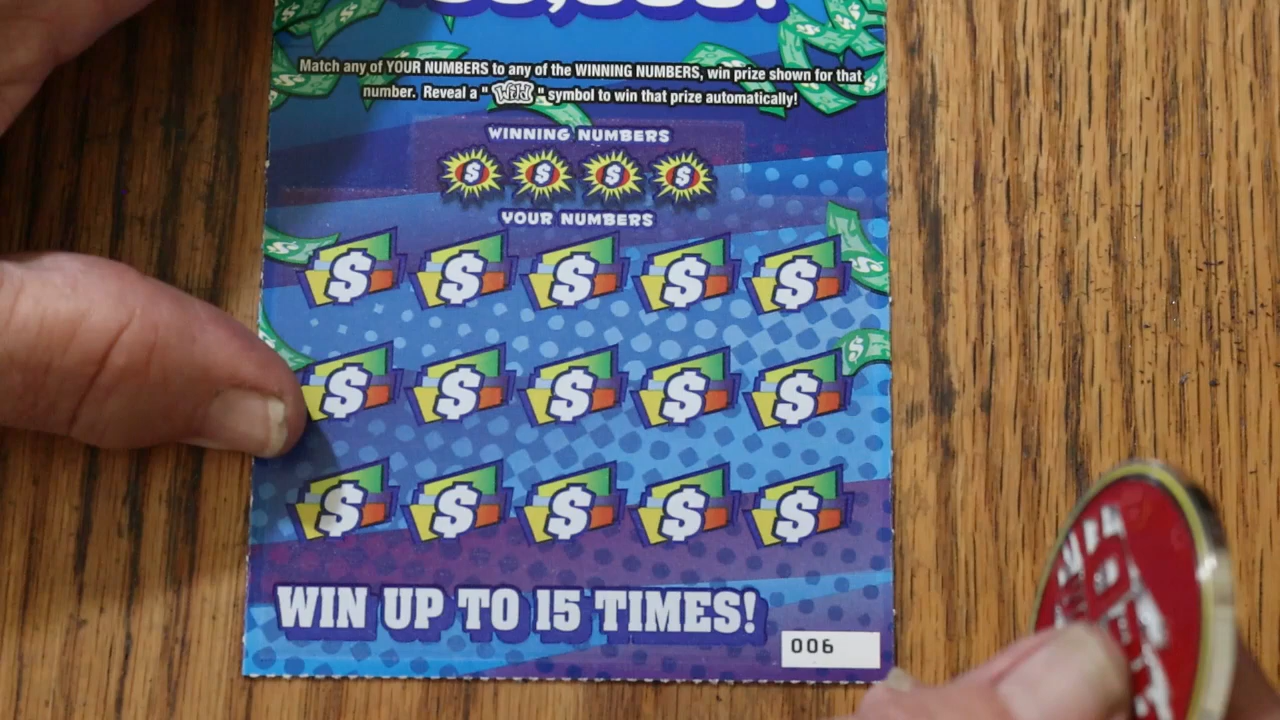 Match any of YOUR NUMBERS to any of the WINNING NUMBERS, win prize shown for that
number. Reveal a "Wild" symbol to win that prize automatically!
WINNING NUMBERS
$ $ $ $
YOUR NUMBERS
$ $ $ $ $
$ $ $ $ $
$ $ $ $ $
WIN UP TO 15 TIMES!
006